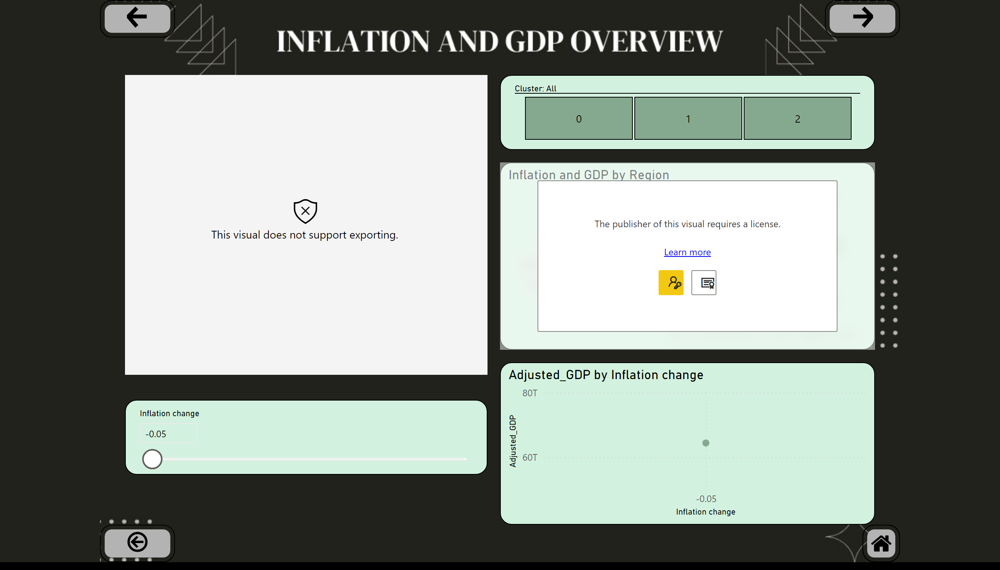 INFLATION AND GDP OVERVIEW
This visual does not support exporting.
Inflation change
-0.05
Cluster: All
0
1
2
Inflation and GDP by Region
The publisher of this visual requires a license.
Learn more
Adjusted_GDP by Inflation change
80T
60T
Adjusted_GDP
-0.05
Inflation change